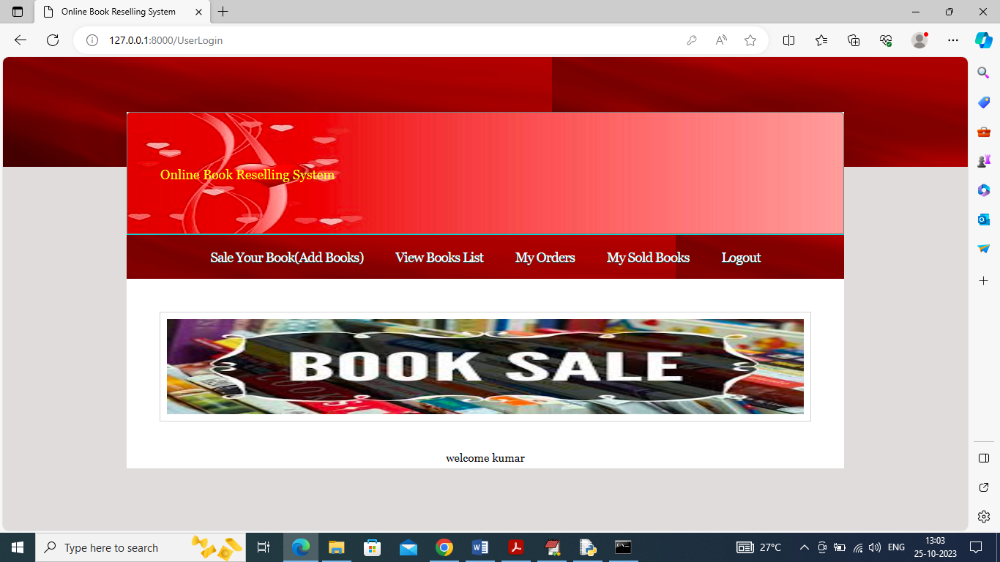 Online Book Reselling System
127.0.0.1:8000/UserLogin
Online Book Reselling System
Sale Your Book(Add Books) View Books List My Orders My Sold Books Logout
BOOK SALE
welcome kumar
Type here to search
27°C
ENG
13:03
25-10-2023